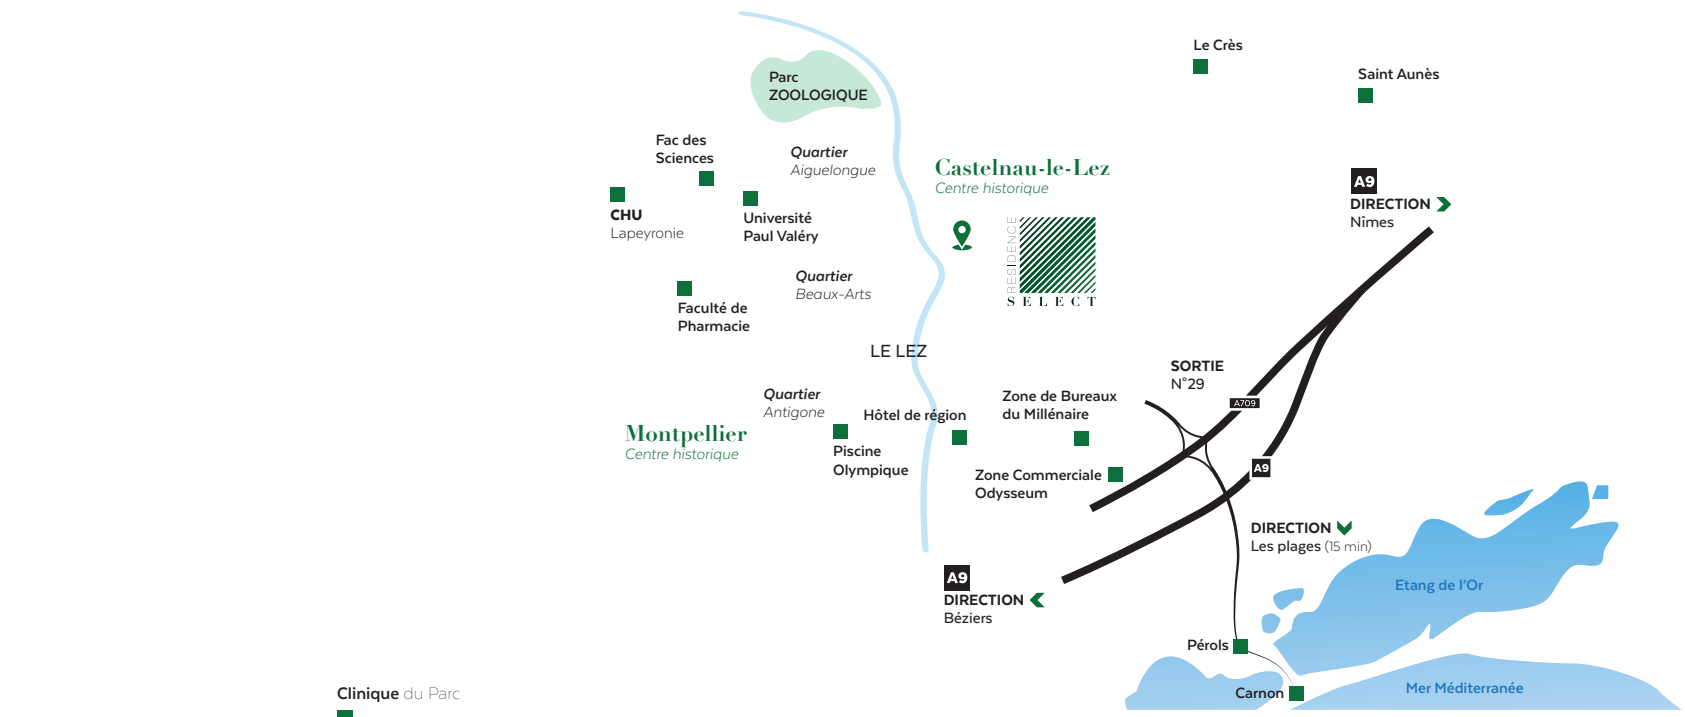 Le Crès
Saint Aunès
Parc
ZOOLOGIQUE
Fac des
Sciences
Quartier
Aiguelongue
Castelnau-le-Lez
Centre historique
A9
DIRECTION
Nîmes
CHU
Lapeyronie
Université
Paul Valéry
RESIDENCE
SELECT
Quartier
Beaux-Arts
Faculté de
Pharmacie
LE LEZ
SORTIE
N°29
Quartier
Antigone
Hôtel de région
Zone de Bureaux
du Millénaire
A709
Montpellier
Centre historique
Piscine
Olympique
Zone Commerciale
Odysseum
A9
DIRECTION
Les plages (15 min)
A9
DIRECTION
Béziers
Etang de l'Or
Pérols
Carnon
Mer Méditerranée
Clinique du Parc